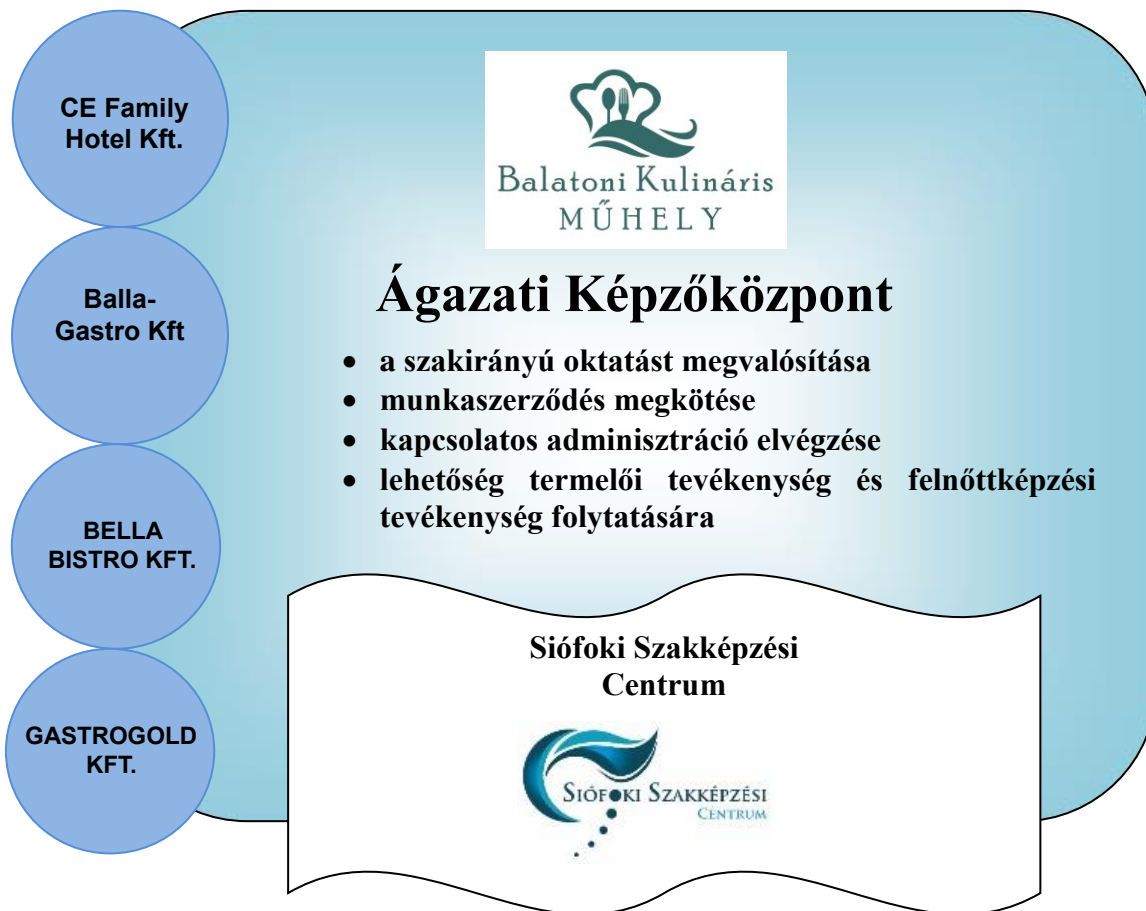 CE Family
Hotel Kft.
Balla-
Gastro Kft
BELLA
BISTRO KFT.
GASTROGOLD
KFT.
Balatoni Kulináris
MŰHELY
Ágazati Képzőközpont
• a szakirányú oktatást megvalósítása
• munkaszerződés megkötése
• kapcsolatos adminisztráció elvégzése
• lehetőség termelői tevékenység és felnőttképzési
tevékenység folytatására
Siófoki Szakképzési
Centrum
SIÓFOKI SZAKKÉPZÉSI
CENTRUM